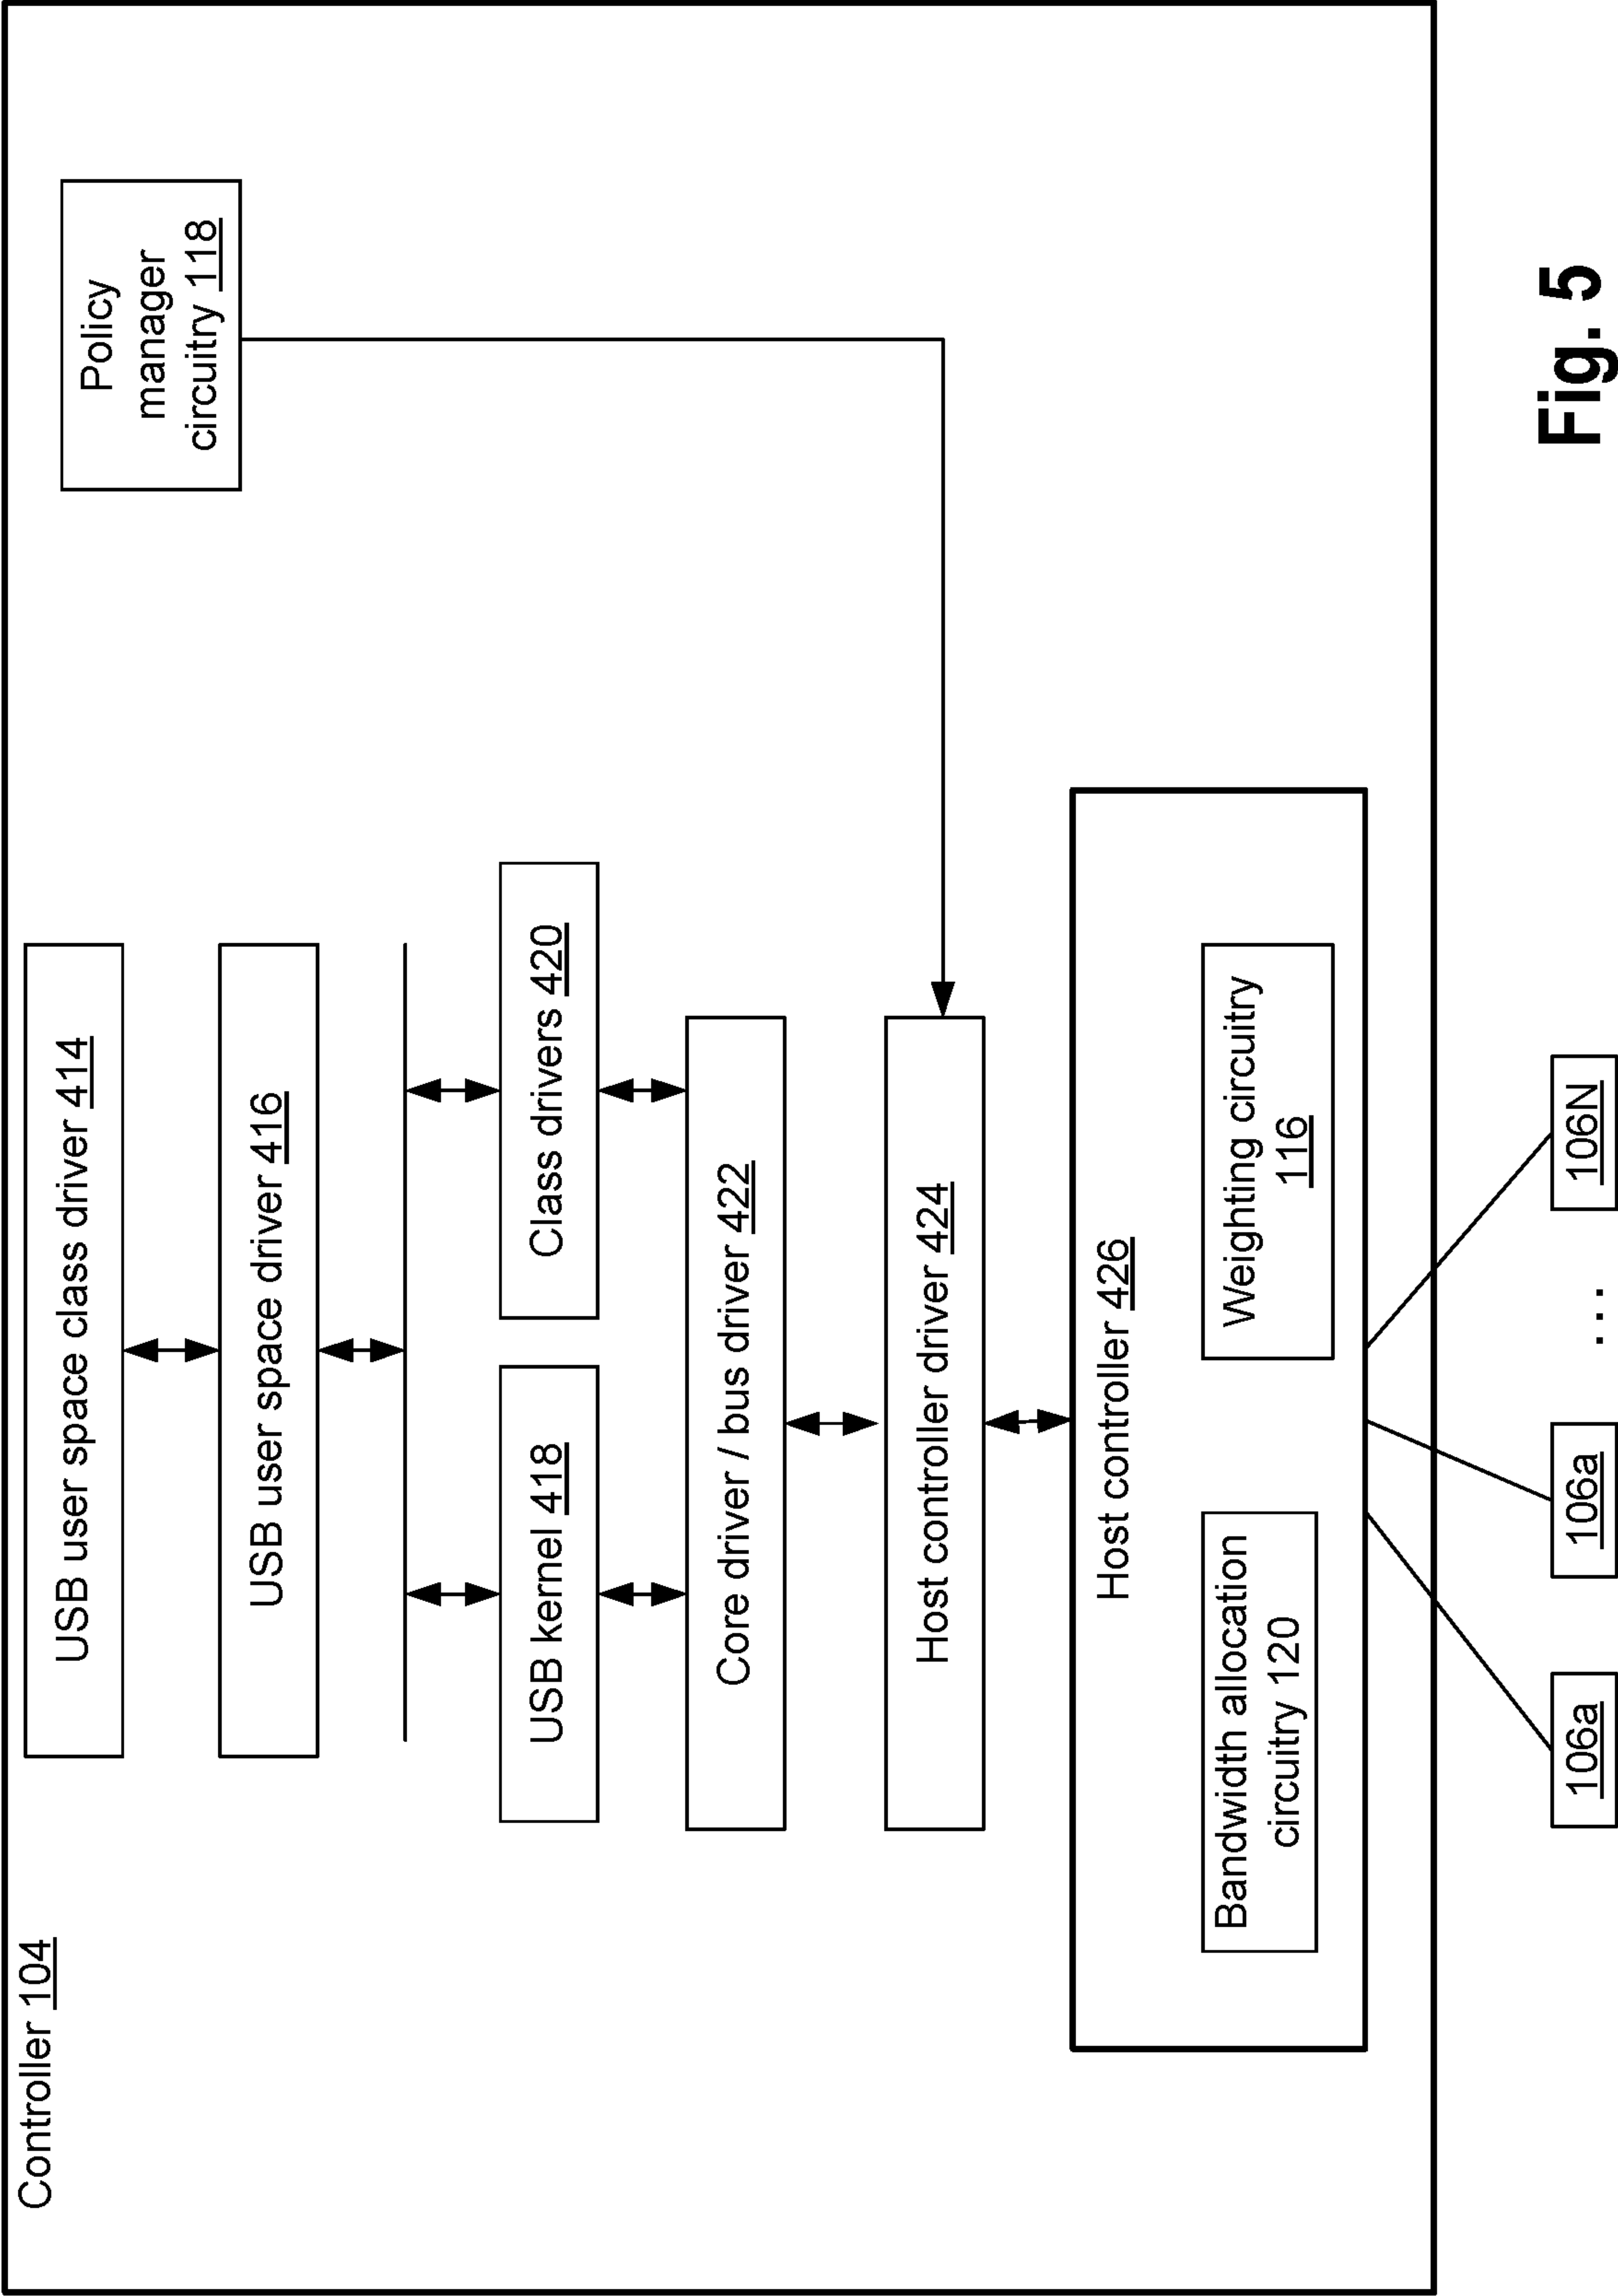 Controller 104
USB user space class driver 414
Policy
manager
circuitry 118
USB user space driver 416
USB kernel 418
Class drivers 420
Core driver / bus driver 422
Host controller driver 424
Host controller 426
Bandwidth allocation
circuitry 120
Weighting circuitry
116
106a
106a
...
106N
Fig. 5